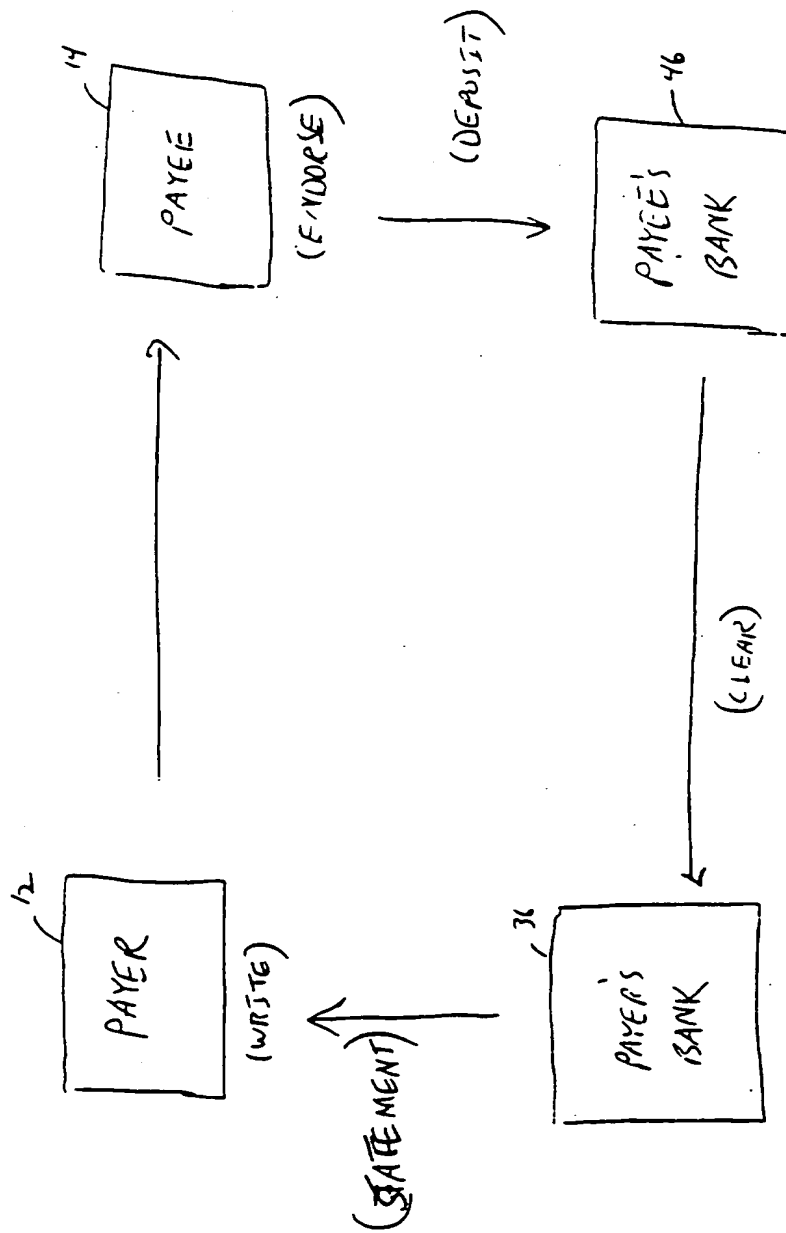 12
PAYER
(WRITE)
14
PAYEE
(ENDORSE)
(DEPOSIT)
46
PAYEE'S
BANK
(CLEAR)
36
PAYER'S
BANK
(STATEMENT)